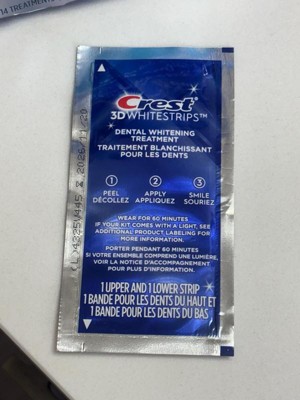 14 TREATMENTS
Crest
3DWHITESTRIPS™
DENTAL WHITENING
TREATMENT
TRAITEMENT BLANCHISSANT
POUR LES DENTS
1 2 3
PEEL APPLY SMILE
DÉCOLLEZ APPLIQUEZ SOURIEZ
WEAR FOR 60 MINUTES
IF YOUR KIT COMES WITH A LIGHT, SEE
ADDITIONAL PRODUCT LABELING FOR
MORE INFORMATION.
PORTER PENDANT 60 MINUTES
SI VOTRE ENSEMBLE COMPREND UNE LUMIÈRE,
VOIR LA NOTICE D'ACCOMPAGNEMENT
POUR PLUS D'INFORMATION.
1 UPPER AND 1 LOWER STRIP
1 BANDE POUR LES DENTS DU HAUT ET
1 BANDE POUR LES DENTS DU BAS